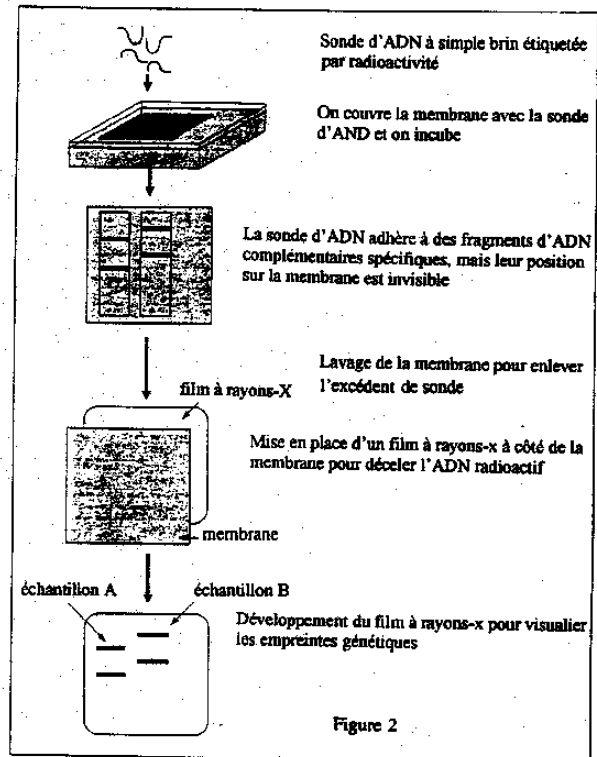 Sonde d'ADN à simple brin étiquetée
par radioactivité
On couvre la membrane avec la sonde
d'AND et on incube
La sonde d'ADN adhère à des fragments d'ADN
complémentaires spécifiques, mais leur position
sur la membrane est invisible
Lavage de la membrane pour enlever
l'excédent de sonde
film à rayons-X
Mise en place d'un film à rayons-x à côté de la
membrane pour déceler l'ADN radioactif
membrane
échantillon A
échantillon B
Développement du film à rayons-x pour visualier
les empreintes génétiques
Figure 2